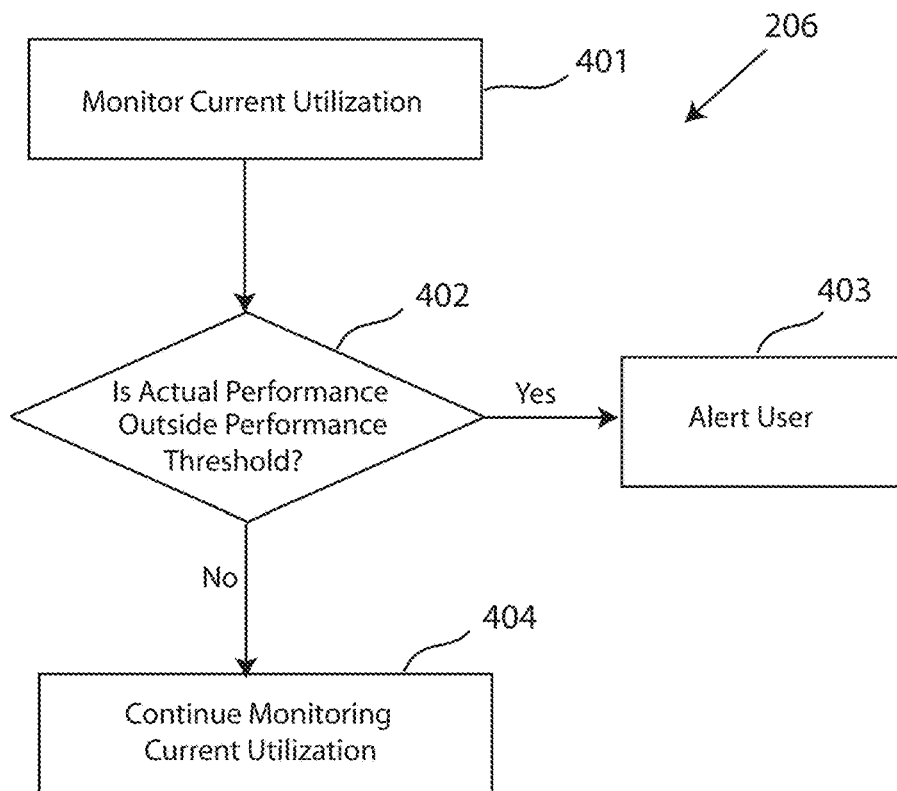 206
401
Monitor Current Utilization
402
Is Actual Performance
Outside Performance
Threshold?
Yes
403
Alert User
No
404
Continue Monitoring
Current Utilization